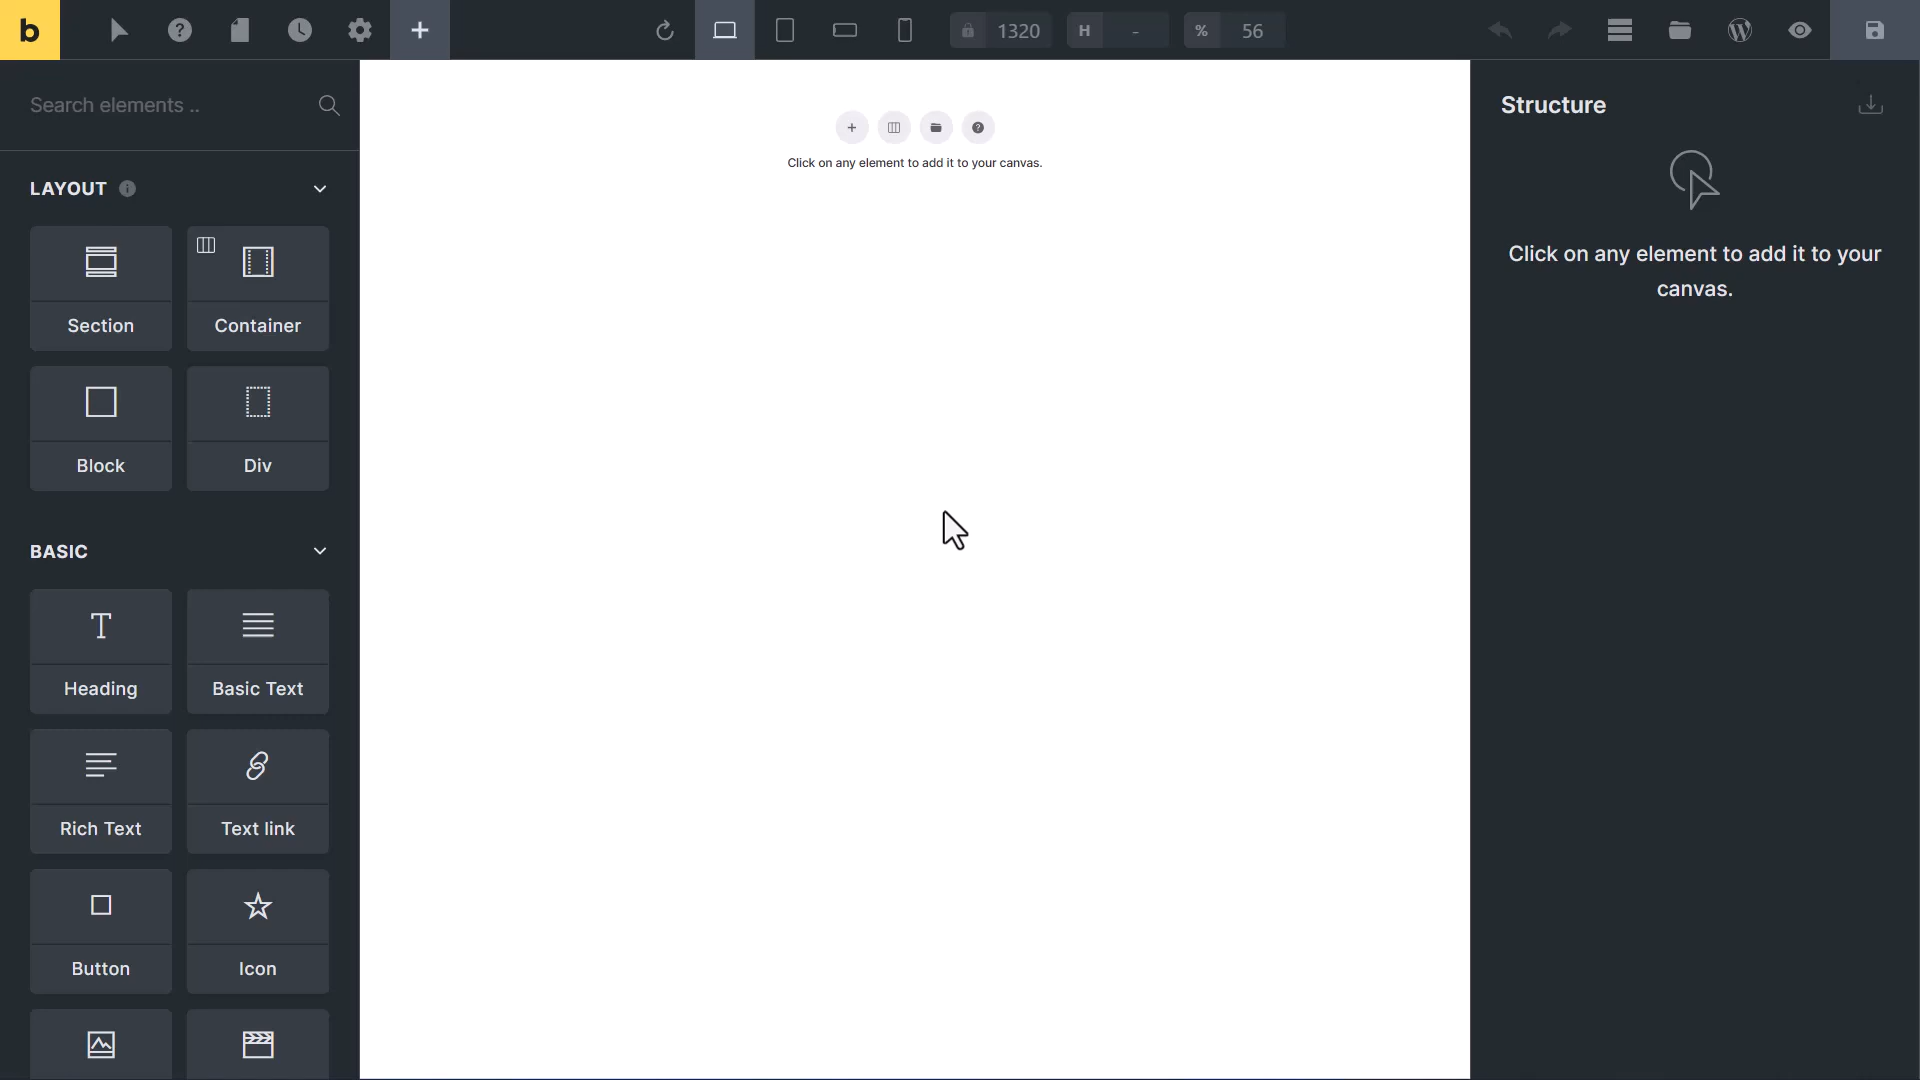 b
1320
H
-
%
56
Search elements ..
LAYOUT
Section
Container
Block
Div
BASIC
Heading
Basic Text
Rich Text
Text link
Button
Icon
Click on any element to add it to your canvas.
Structure
Click on any element to add it to your
canvas.